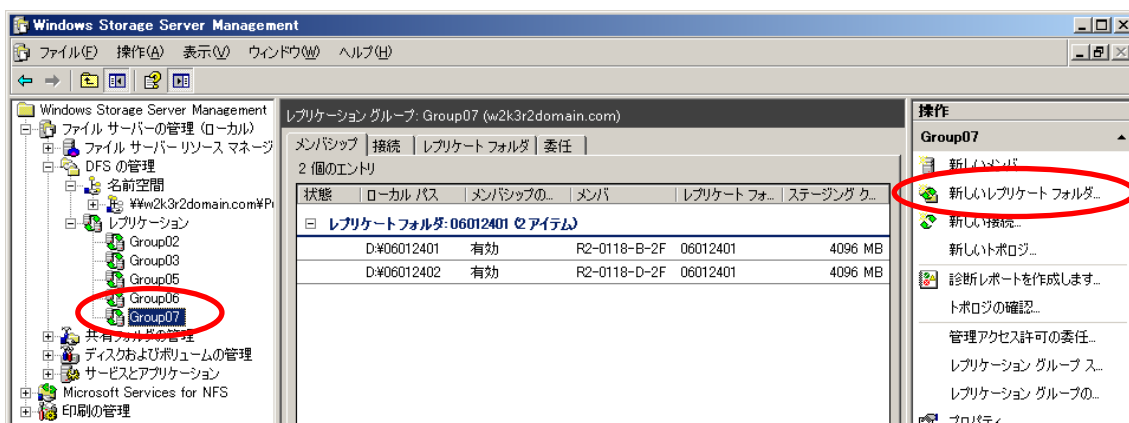 Windows Storage Server Management
ファイル(F) 操作(A) 表示(V) ウィンドウ(W) ヘルプ(H)
Windows Storage Server Management
ファイル サーバーの管理 (ローカル)
ファイル サーバー リソース マネージ
DFS の管理
名前空間
¥¥w2k3r2domain.com¥Pu
レプリケーション
Group02
Group03
Group05
Group06
Group07
共有フォルダの管理
ディスクおよびボリュームの管理
サービスとアプリケーション
Microsoft Services for NFS
印刷の管理
レプリケーション グループ: Group07 (w2k3r2domain.com)
メンバシップ 接続 レプリケート フォルダ 委任
2 個のエントリ
状態 ローカル パス メンバシップの... メンバ レプリケート フォ... ステージング ク...
レプリケート フォルダ: 06012401 (2 アイテム)
D:¥06012401 有効 R2-0118-B-2F 06012401 4096 MB
D:¥06012402 有効 R2-0118-D-2F 06012401 4096 MB
操作
Group07
新しいメンバ...
新しいレプリケート フォルダ...
新しい接続...
新しいトポロジ...
診断レポートを作成します...
トポロジの確認...
管理アクセス許可の委任...
レプリケーション グループ ス...
レプリケーション グループの...
プロパティ